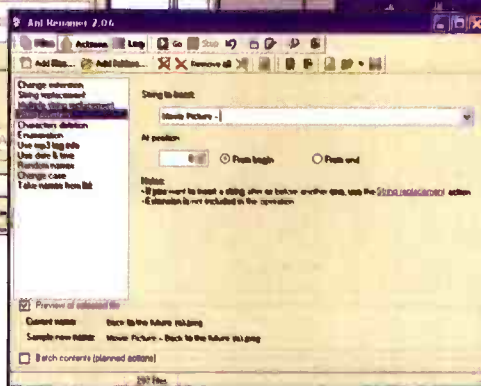 Ant Renamer 2.06
Files Actions Log Go Stop
Add files... Add folders... Remove all
Change extension
String replacement
Multiple string replacement
String insertion
Characters deletion
Enumeration
Use mp3 tag info
Use date & time
Random names
Change case
Take names from list
String to insert:
Movie Picture -
At position
From begin From end
Notes:
- If you want to insert a string after or before another one, use the String replacement action
- Extension is not included in the operation
Preview of selected file
Current name: Back to the future
Sample new name: Movie Picture - Back to the future
Batch contents (planned actions)
297 files